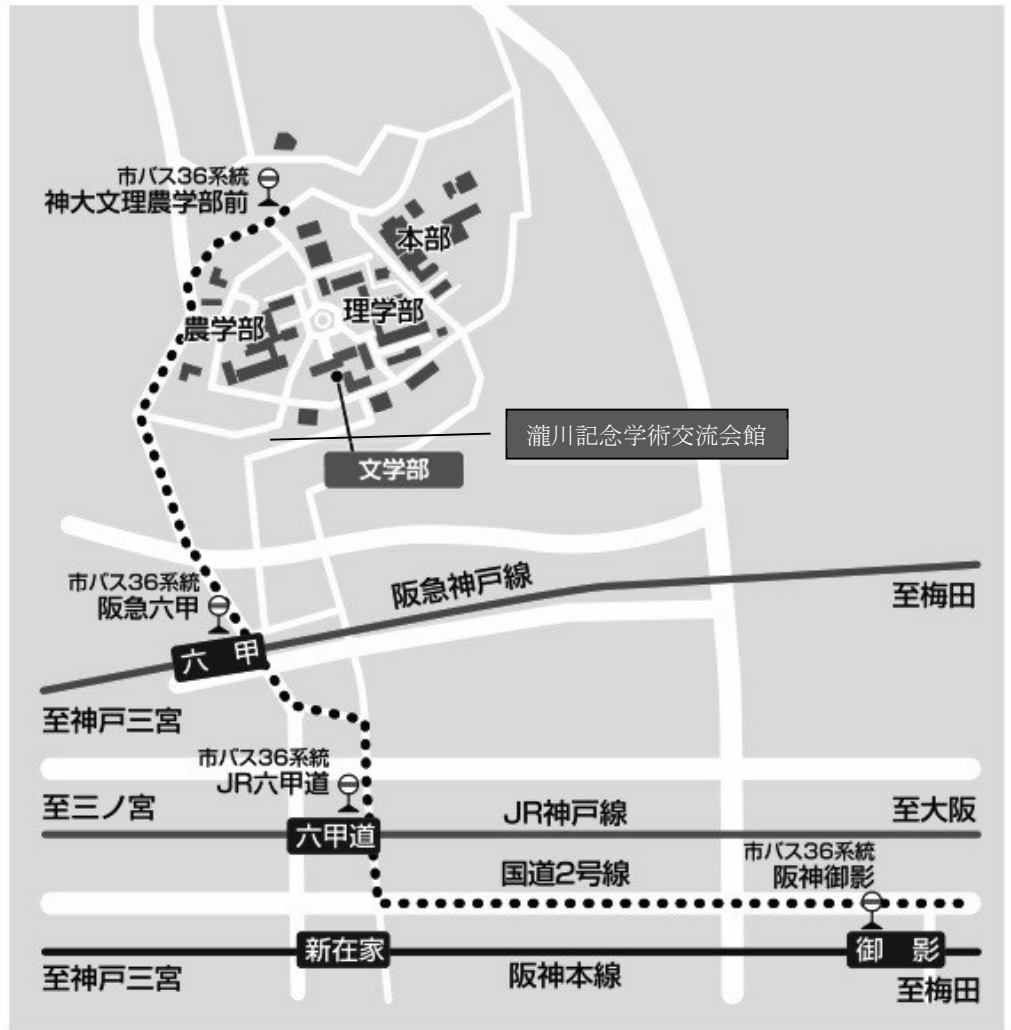 市バス36系統
神大文理農学部前
本部
理学部
農学部
瀧川記念学術交流会館
文学部
市バス36系統
阪急六甲
阪急神戸線
至梅田
六甲
至神戸三宮
市バス36系統
JR六甲道
至三ノ宮
JR神戸線
至大阪
六甲道
市バス36系統
阪神御影
国道2号線
新在家
御影
至神戸三宮
阪神本線
至梅田